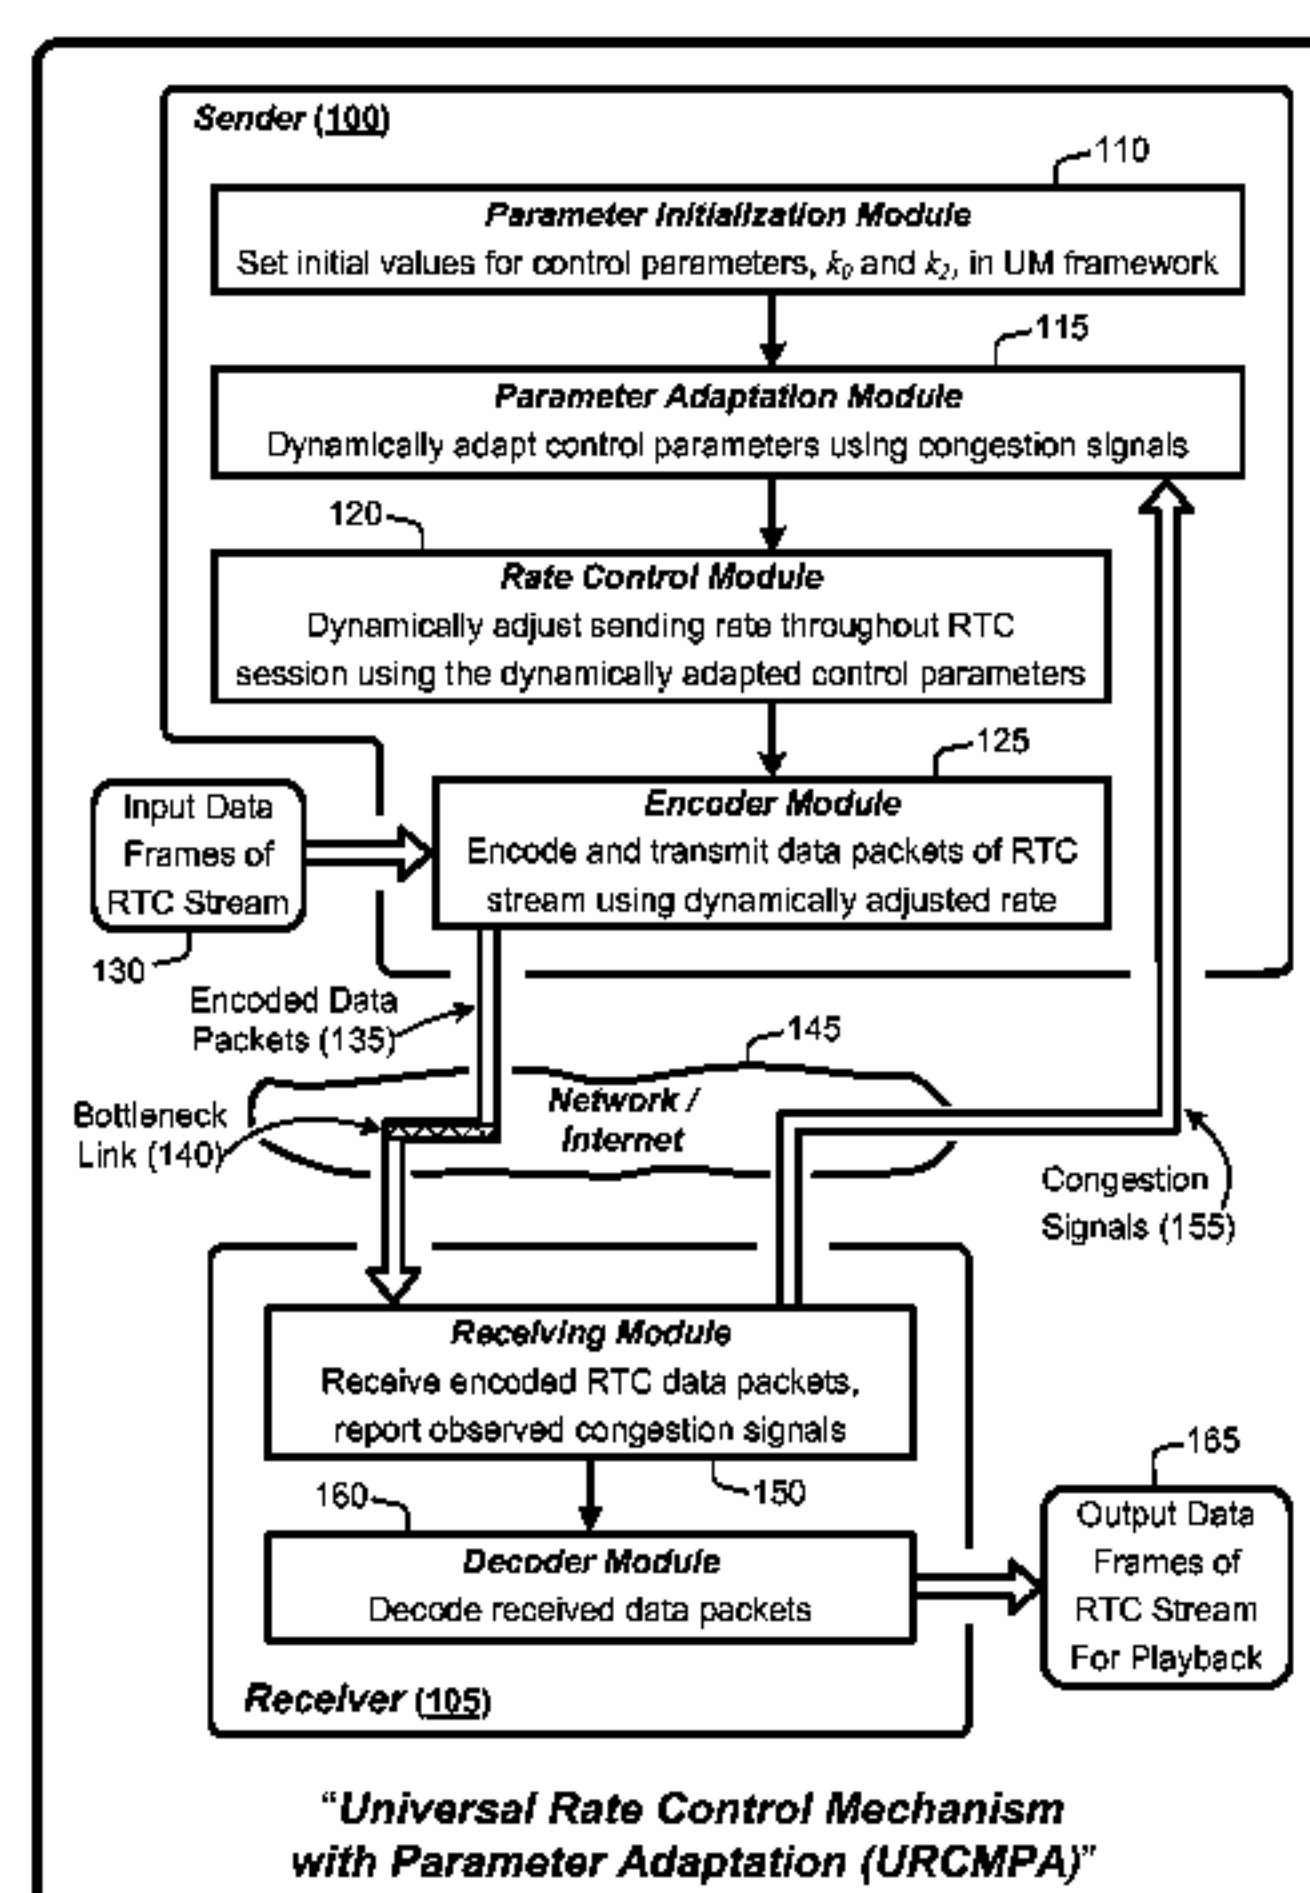 Sender (100)
110
Parameter Initialization Module
Set initial values for control parameters, k0 and k2, in UM framework
115
Parameter Adaptation Module
Dynamically adapt control parameters using congestion signals
120
Rate Control Module
Dynamically adjust sending rate throughout RTC
session using the dynamically adapted control parameters
125
Encoder Module
Encode and transmit data packets of RTC
stream using dynamically adjusted rate
Input Data
Frames of
RTC Stream
130
Encoded Data
Packets (135)
145
Network /
Internet
Bottleneck
Link (140)
Congestion
Signals (155)
Receiving Module
Receive encoded RTC data packets,
report observed congestion signals
150
160
Decoder Module
Decode received data packets
165
Output Data
Frames of
RTC Stream
For Playback
Receiver (105)
“Universal Rate Control Mechanism
with Parameter Adaptation (URCMPA)”